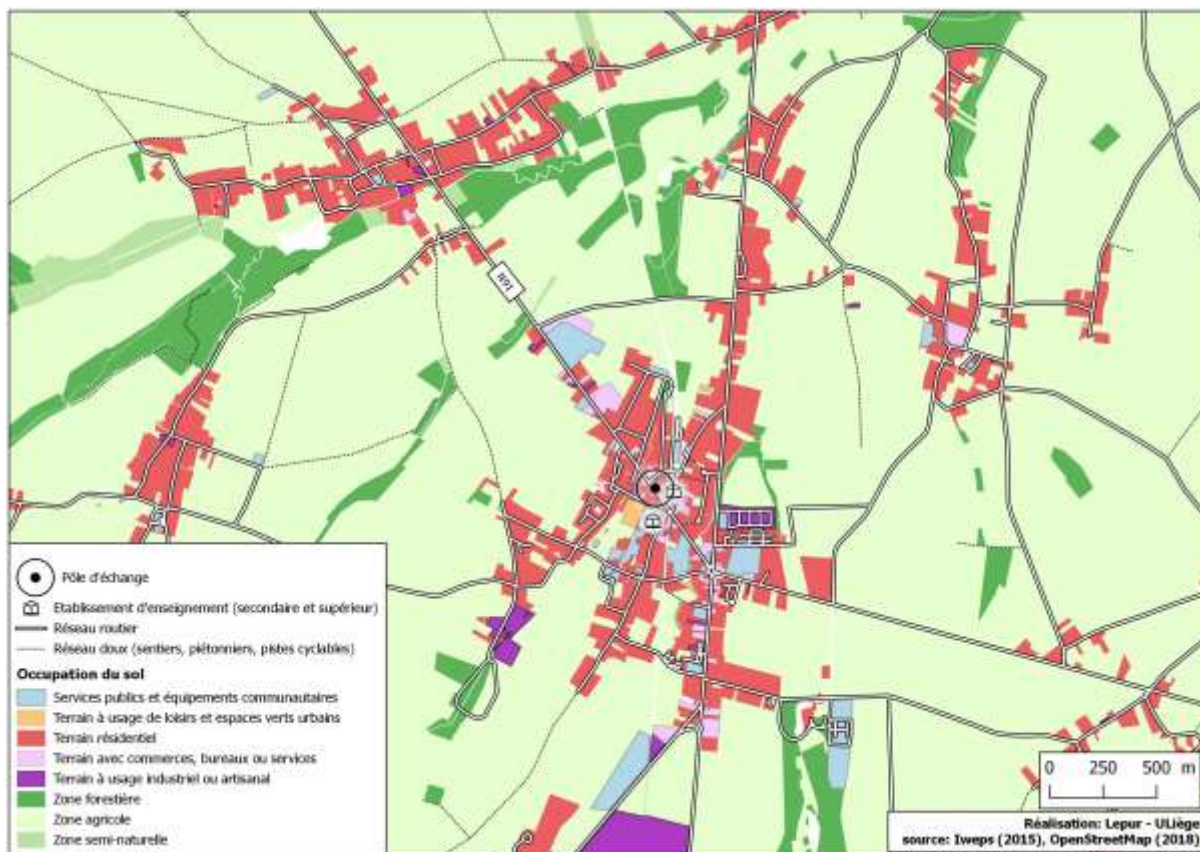 Pôle d'échange
Etablissement d'enseignement (secondaire et supérieur)
Réseau routier
Réseau doux (sentiers, piétonniers, pistes cyclables)
Occupation du sol
Services publics et équipements communautaires
Terrain à usage de loisirs et espaces verts urbains
Terrain résidentiel
Terrain avec commerces, bureaux ou services
Terrain à usage industriel ou artisanal
Zone forestière
Zone agricole
Zone semi-naturelle
0 250 500 m
Réalisation: Lepur - ULiège
source: Iweps (2015), OpenStreetMap (2018)